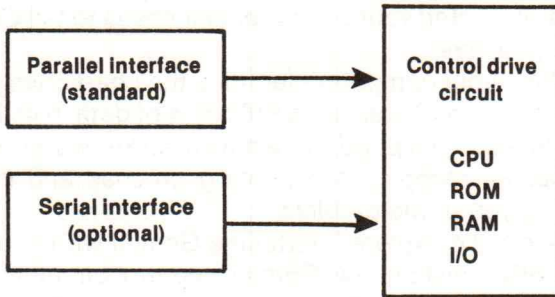 Parallel interface
(standard)
Serial interface
(optional)
Control drive
circuit
CPU
ROM
RAM
I/O